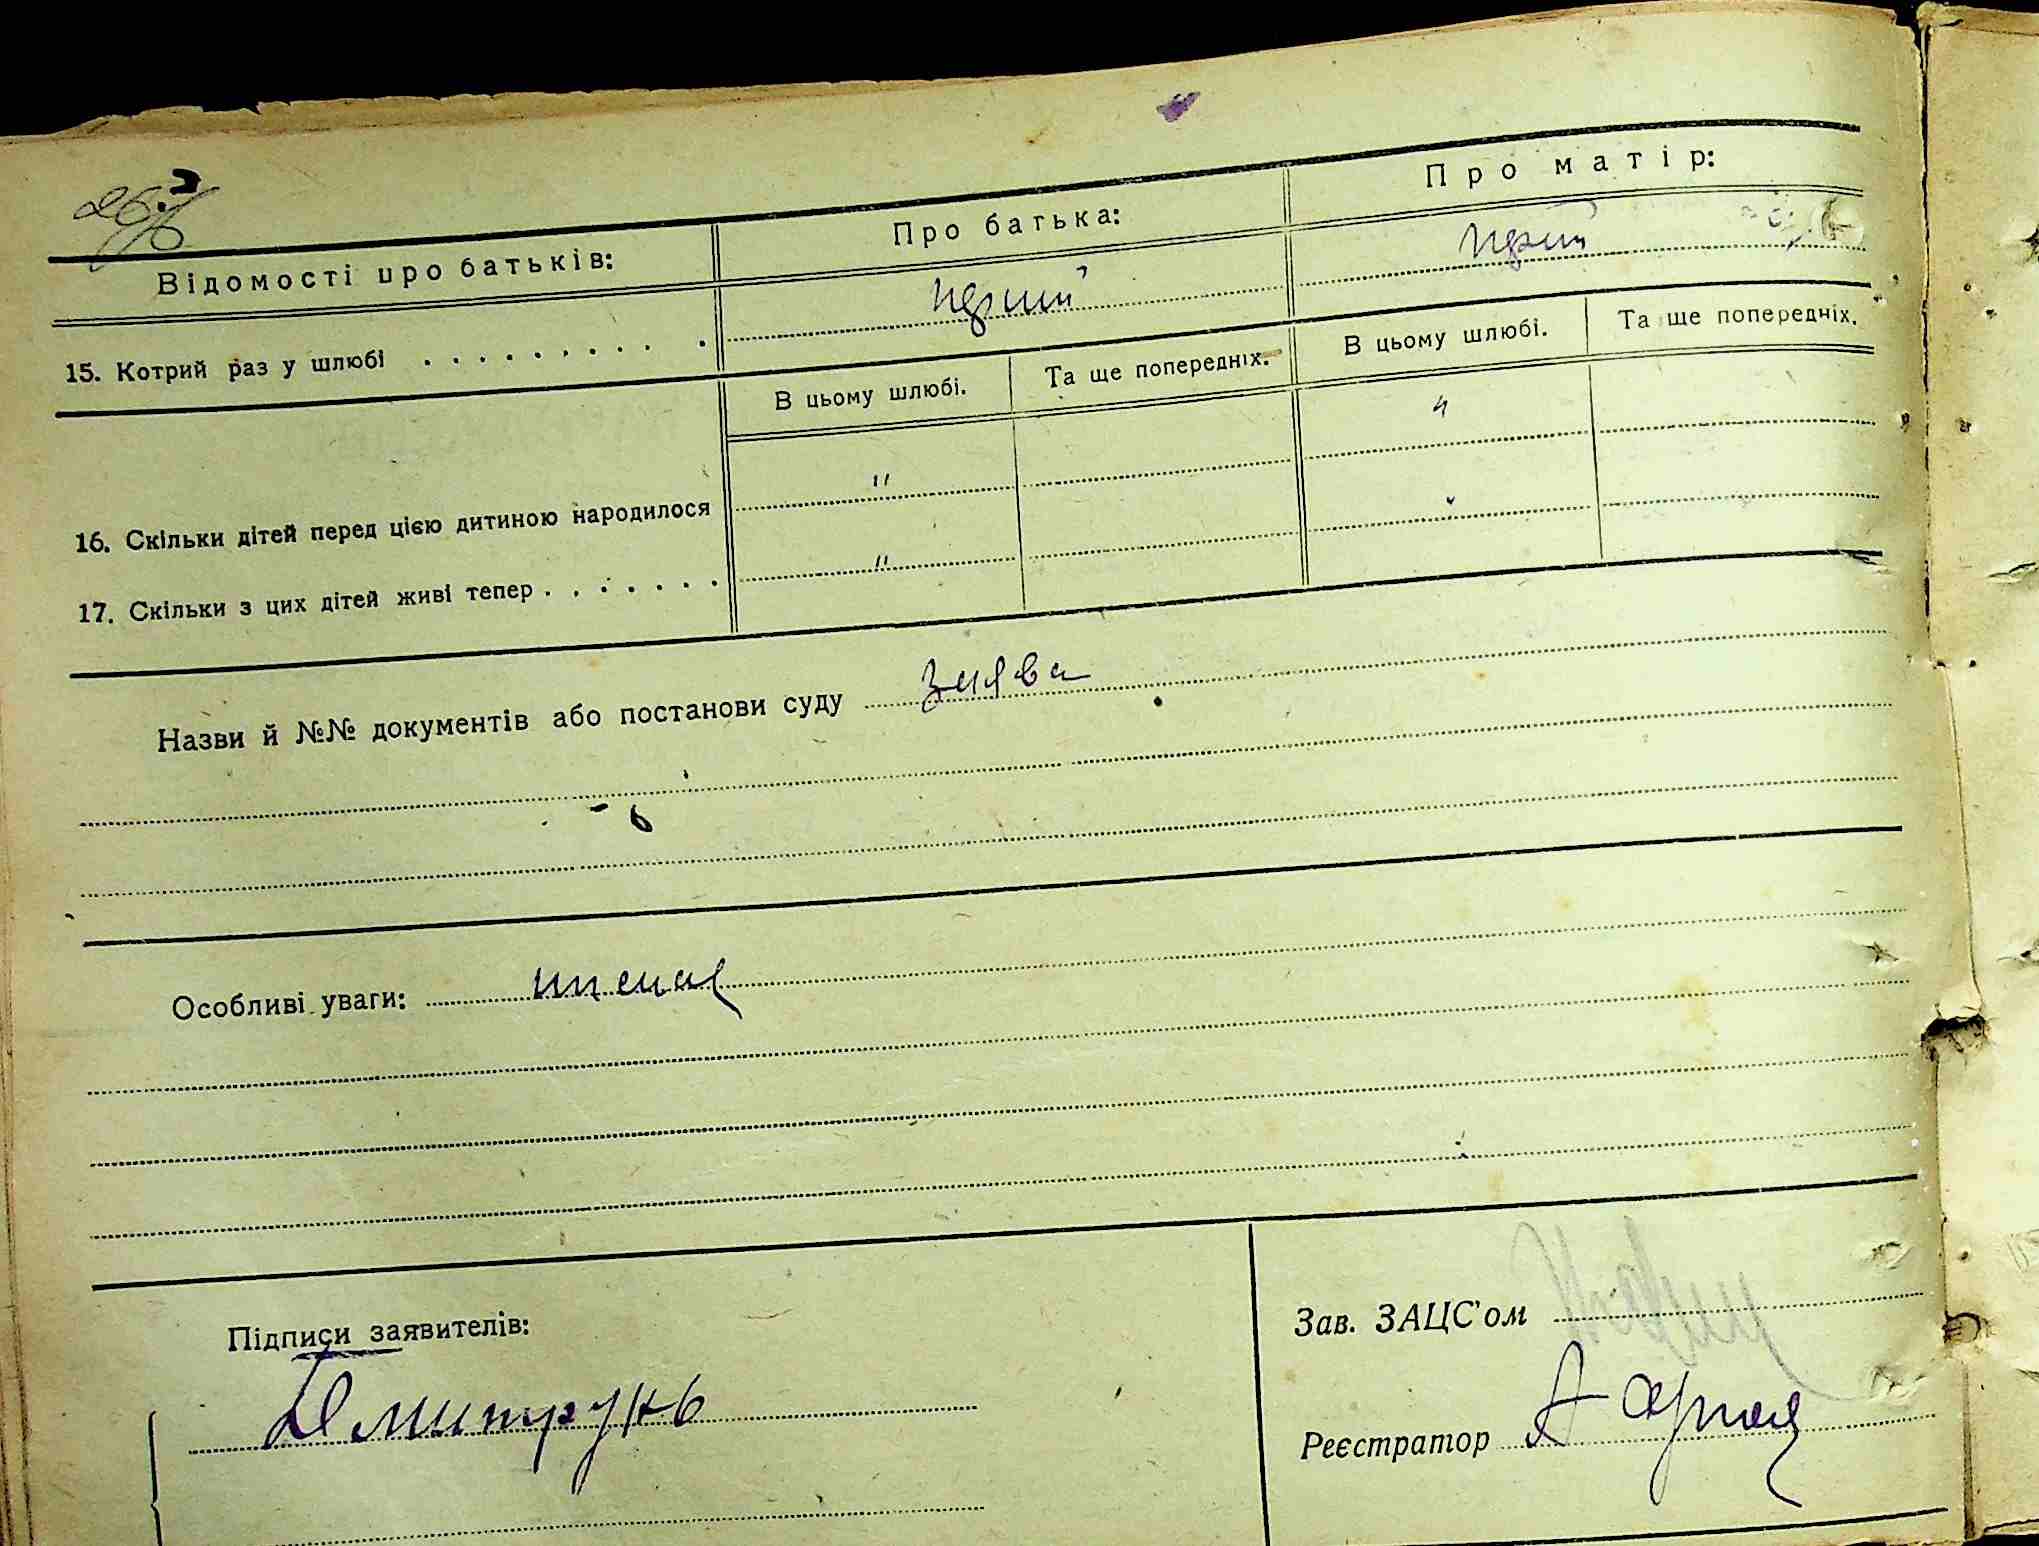 Відомості про батьків:
Про батька:
Про матір:
15. Котрий раз у шлюбі . . . . . . . . . .
перший
перший
В цьому шлюбі.
Та ще попередніх.
В цьому шлюбі.
Та ще попередніх.
16. Скільки дітей перед цією дитиною народилося
"
"
17. Скільки з цих дітей живі тепер . . . . . . .
"
"
Назви й №№ документів або постанови суду
заява
Особливі уваги:
Підписи заявителів:
Дмитрукь
Зав. ЗАЦС'ом
Реєстратор